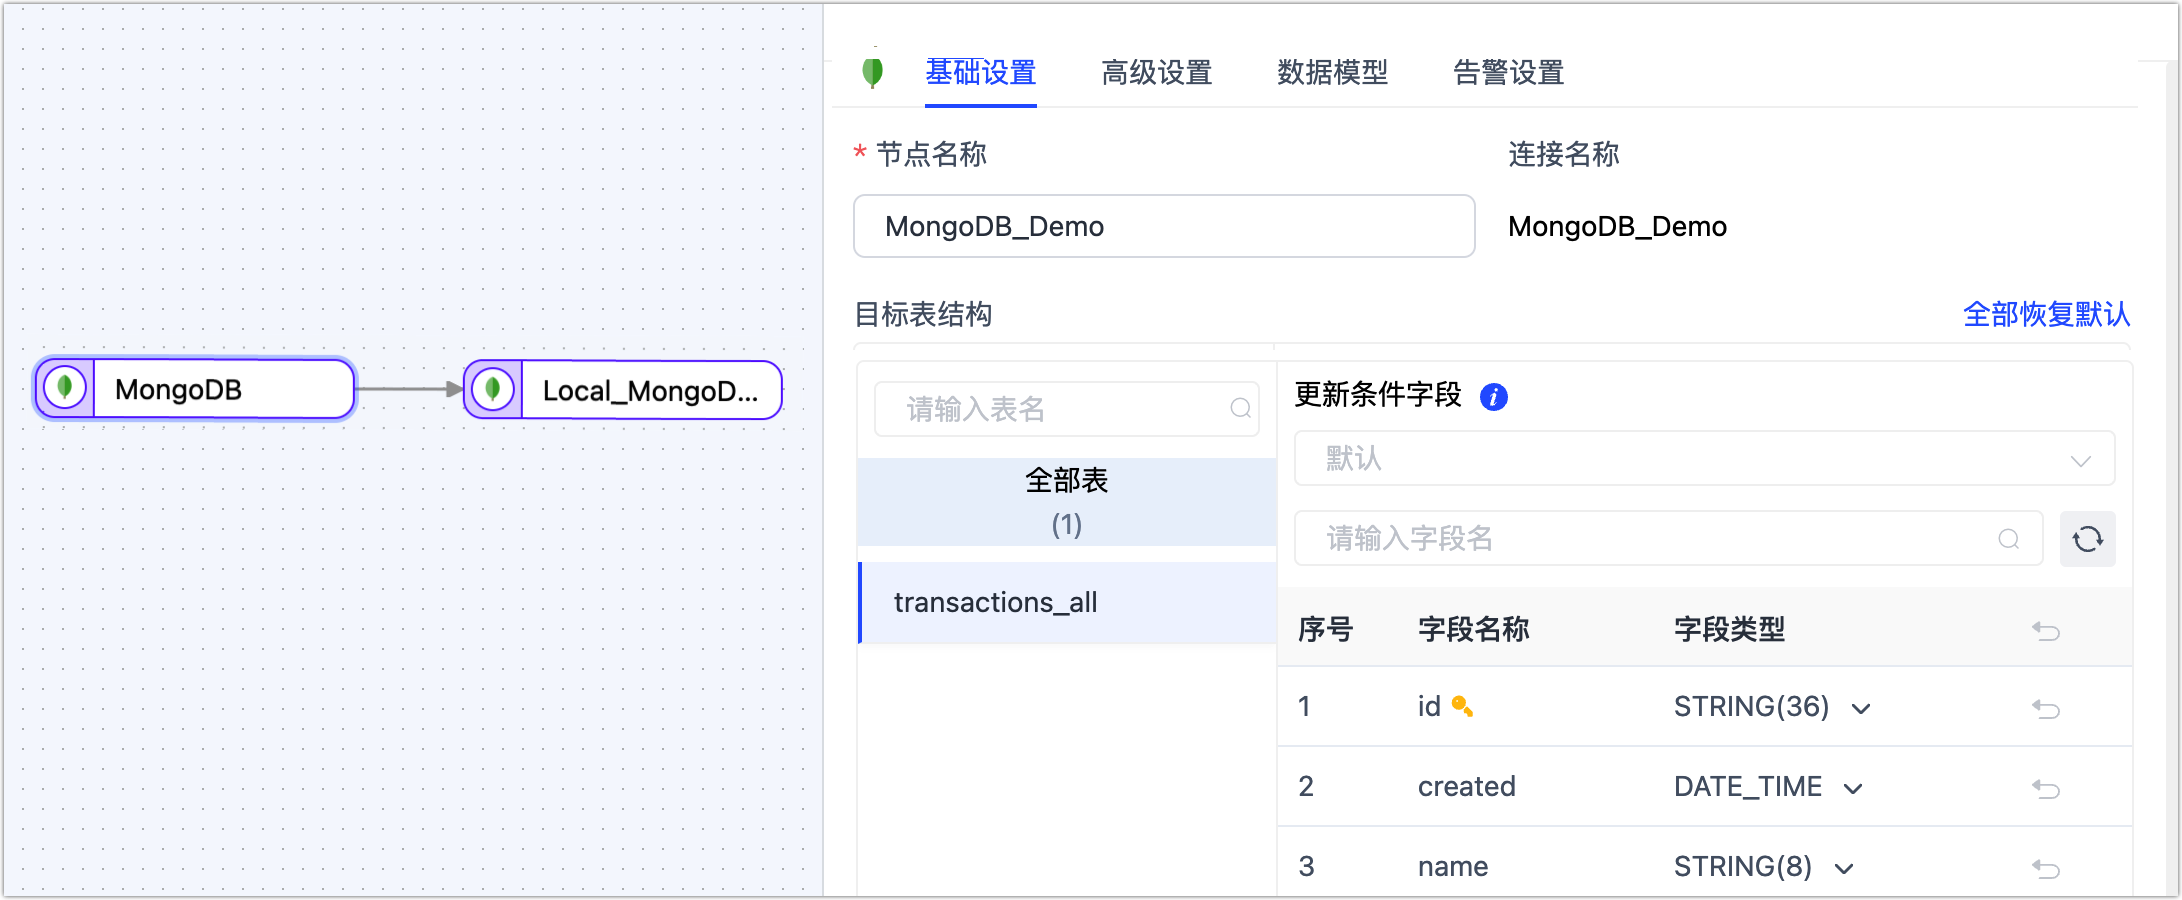 MongoDB
Local_MongoD...
基础设置 高级设置 数据模型 告警设置
* 节点名称 连接名称
MongoDB_Demo MongoDB_Demo
目标表结构 全部恢复默认
请输入表名
全部表
(1)
transactions_all
更新条件字段
默认
请输入字段名
序号 字段名称 字段类型
1 id STRING(36)
2 created DATE_TIME
3 name STRING(8)